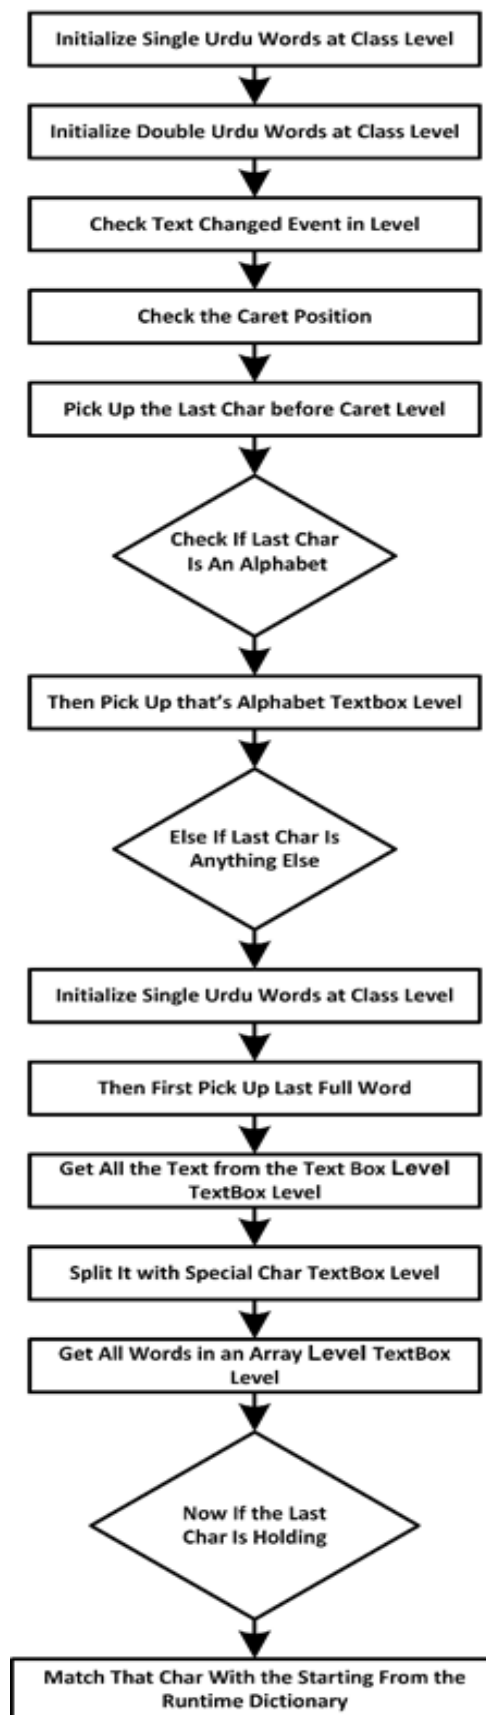 Initialize Single Urdu Words at Class Level
Initialize Double Urdu Words at Class Level
Check Text Changed Event in Level
Check the Caret Position
Pick Up the Last Char before Caret Level
Check If Last Char
Is An Alphabet
Then Pick Up that's Alphabet Textbox Level
Else If Last Char Is
Anything Else
Initialize Single Urdu Words at Class Level
Then First Pick Up Last Full Word
Get All the Text from the Text Box Level
TextBox Level
Split It with Special Char TextBox Level
Get All Words in an Array Level TextBox
Level
Now If the Last
Char Is Holding
Match That Char With the Starting From the
Runtime Dictionary